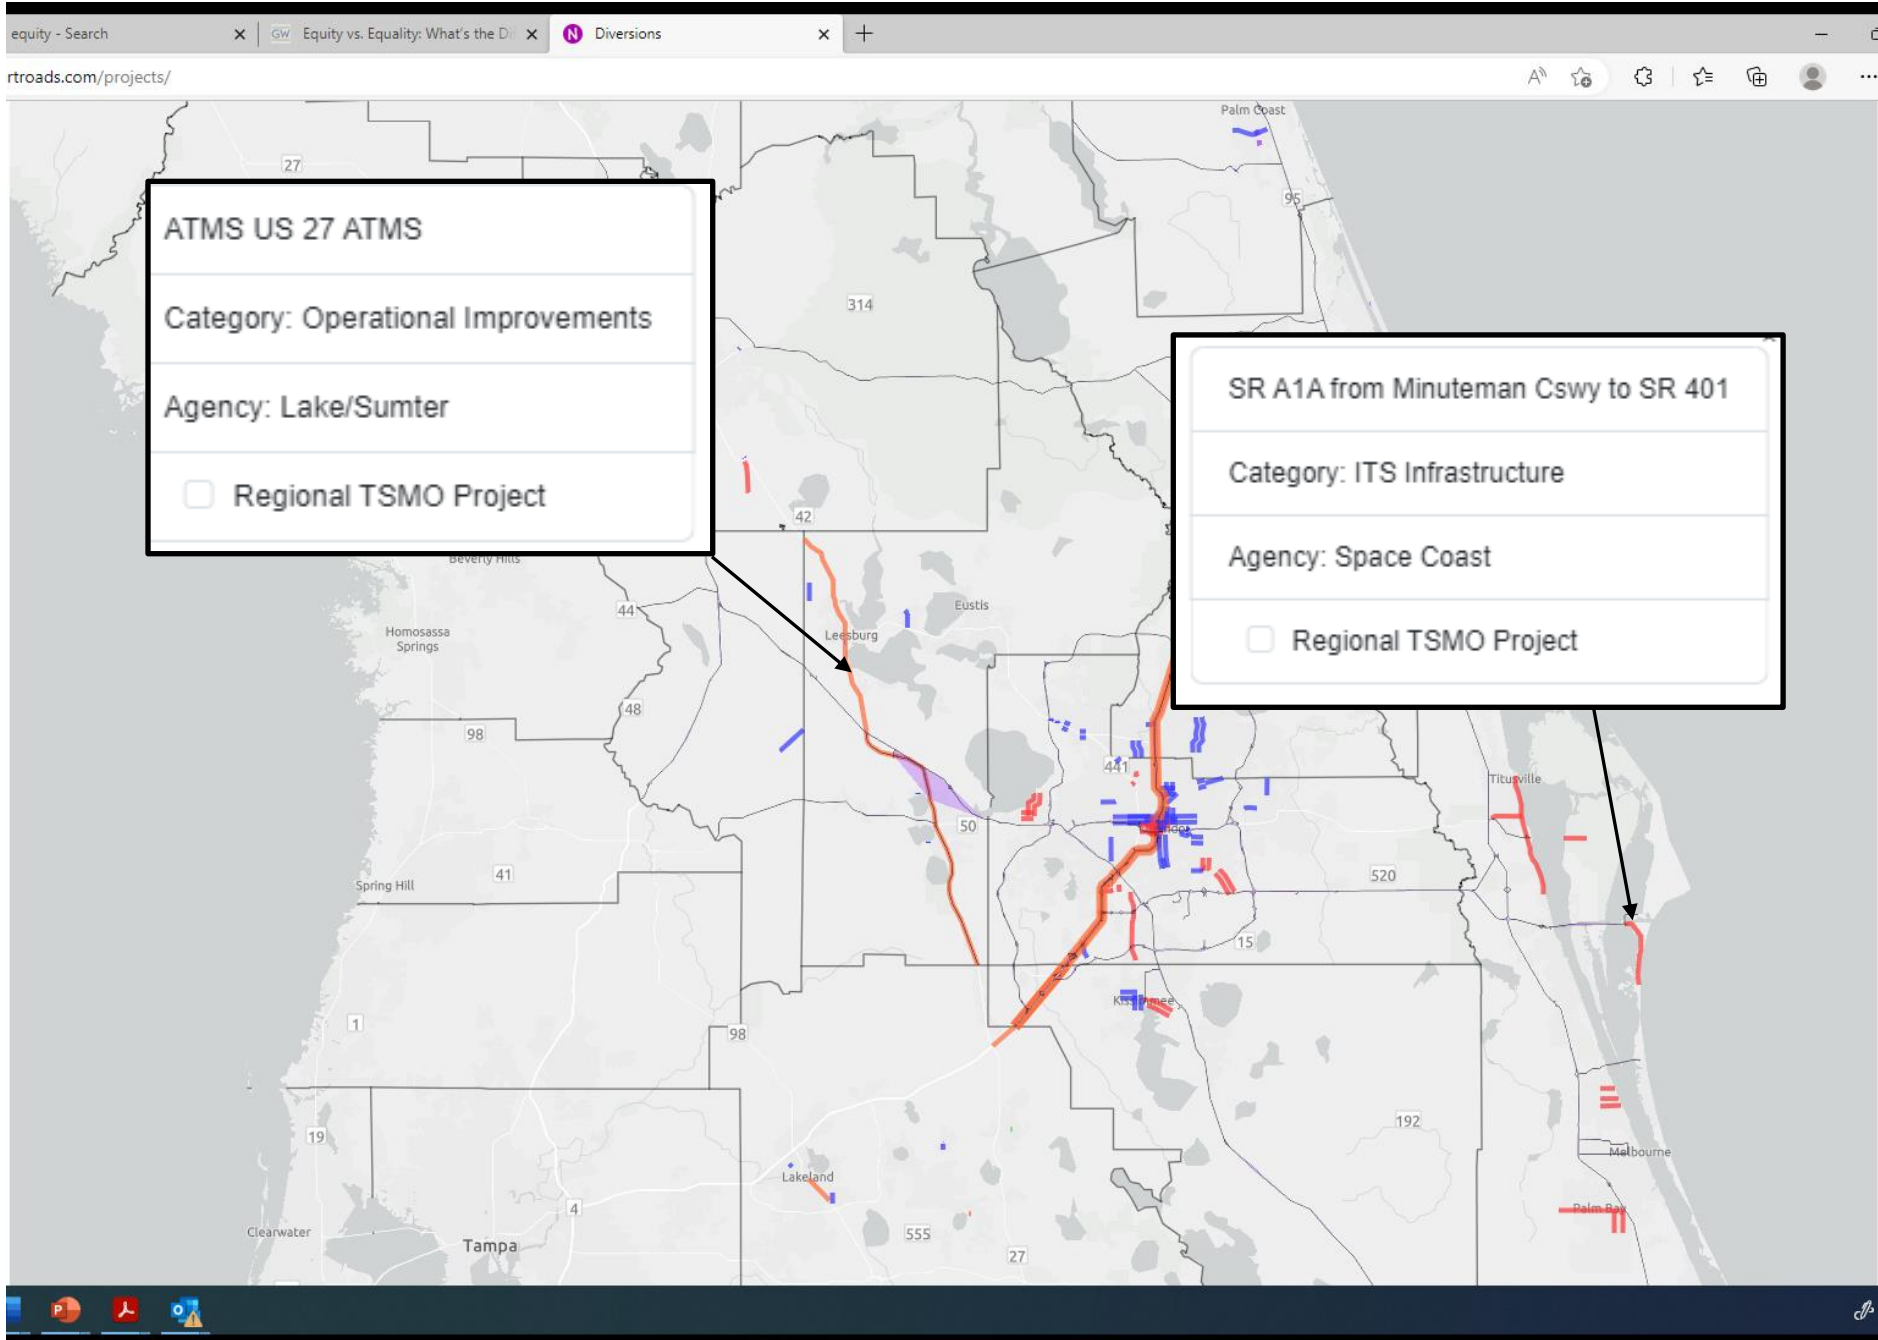 equity - Search
GW Equity vs. Equality: What's the Di
N Diversions
rtroads.com/projects/
Palm Coast
27
95
ATMS US 27 ATMS
Category: Operational Improvements
Agency: Lake/Sumter
Regional TSMO Project
314
SR A1A from Minuteman Cswy to SR 401
Category: ITS Infrastructure
Agency: Space Coast
Regional TSMO Project
42
Beverly Hills
44
Eustis
Homosassa
Springs
Leesburg
48
98
441
Titusville
50
41
520
Spring Hill
15
Kissimmee
1
98
19
192
Melbourne
Lakeland
4
Palm Bay
Clearwater
555
Tampa
27